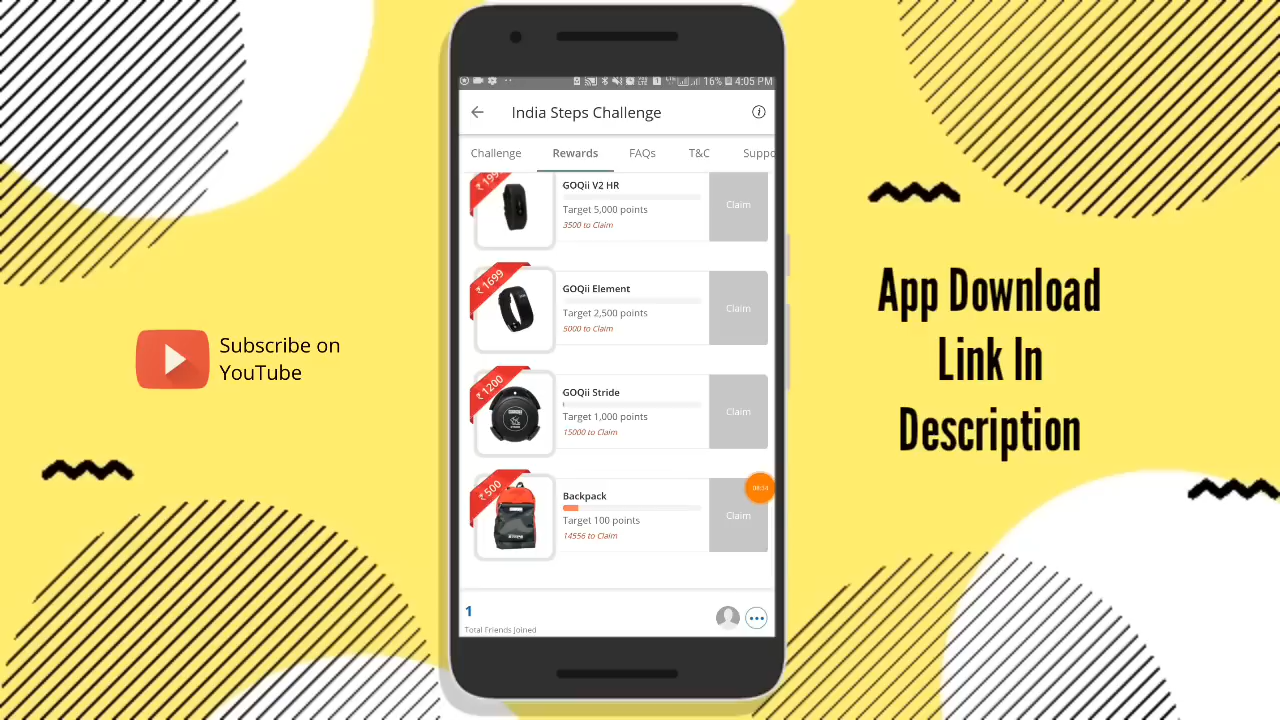 16% 4:05 PM
India Steps Challenge
Challenge Rewards FAQs T&C Suppo
₹ 199
GOQii V2 HR
Target 5,000 points
3500 to Claim
Claim
₹ 1699
GOQii Element
Target 2,500 points
5000 to Claim
Claim
₹ 1200
GOQii Stride
Target 1,000 points
15000 to Claim
Claim
₹ 500
Backpack
Target 100 points
14556 to Claim
Claim
1
Total Friends Joined
Subscribe on
YouTube
App Download
Link In
Description